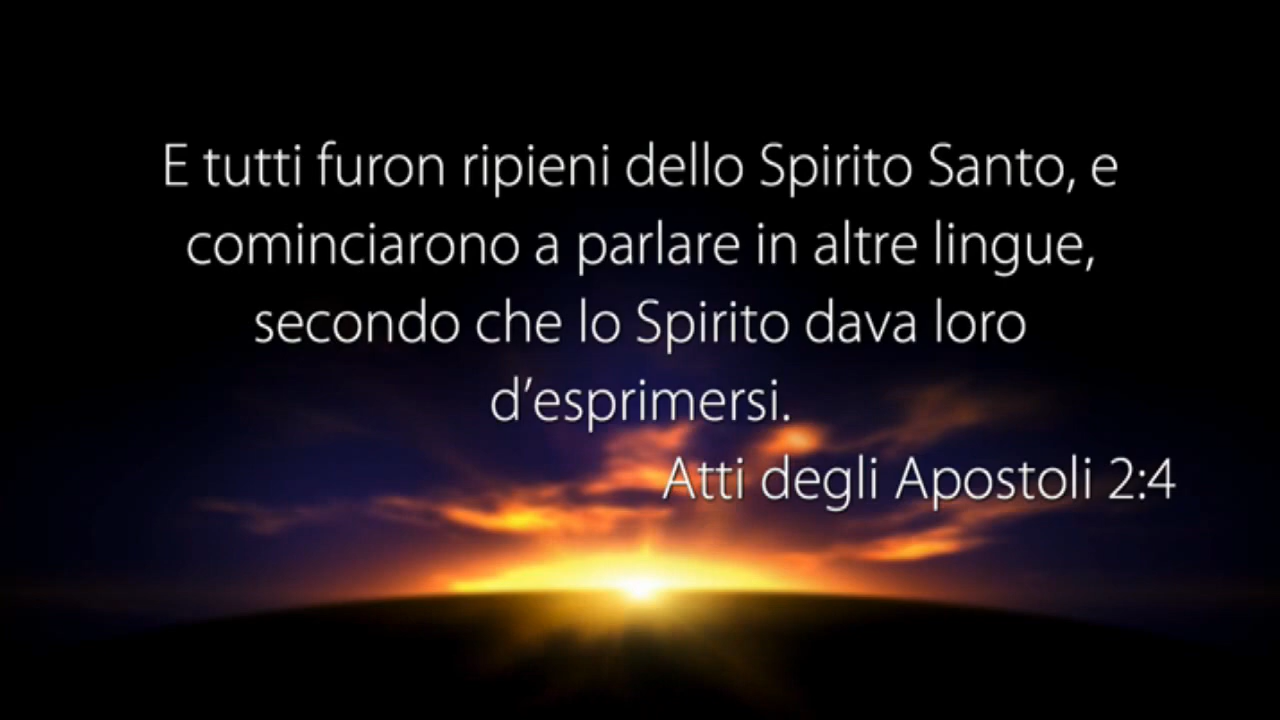 E tutti furon ripieni dello Spirito Santo, e
cominciarono a parlare in altre lingue,
secondo che lo Spirito dava loro
d’esprimersi.
Atti degli Apostoli 2:4